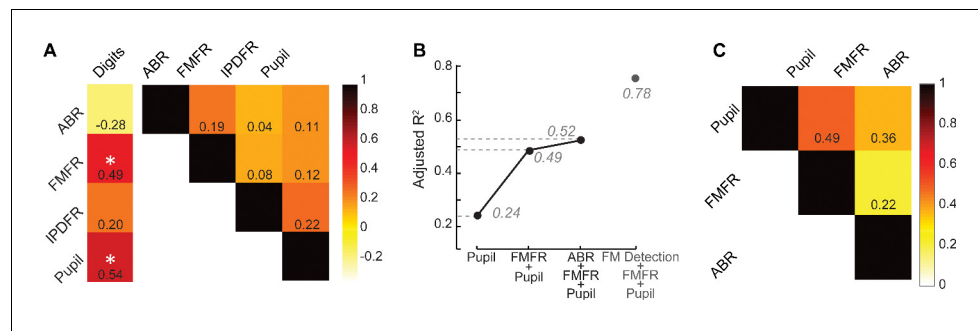 A
Digits
ABR
FMFR
IPDFR
Pupil
ABR
-0.28
0.19
0.04
0.11
FMFR
*
0.49
0.08
0.12
IPDFR
0.20
0.22
Pupil
*
0.54
1
0.8
0.6
0.4
0.2
0
-0.2
B
Adjusted R²
0.8
0.6
0.4
0.2
0.24
0.49
0.52
0.78
Pupil
FMFR
+
Pupil
ABR
+
FMFR
+
Pupil
FM Detection
+
FMFR
+
Pupil
C
Pupil
FMFR
ABR
Pupil
0.49
0.36
FMFR
0.22
ABR
1
0.8
0.6
0.4
0.2
0